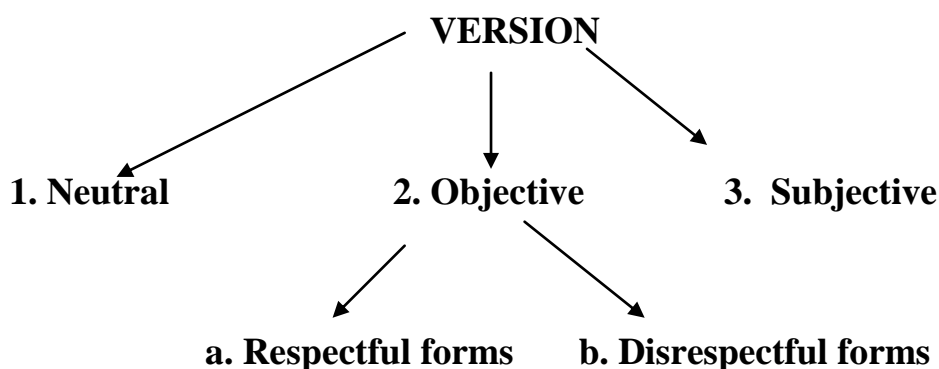 VERSION
1. Neutral 2. Objective 3. Subjective
a. Respectful forms b. Disrespectful forms